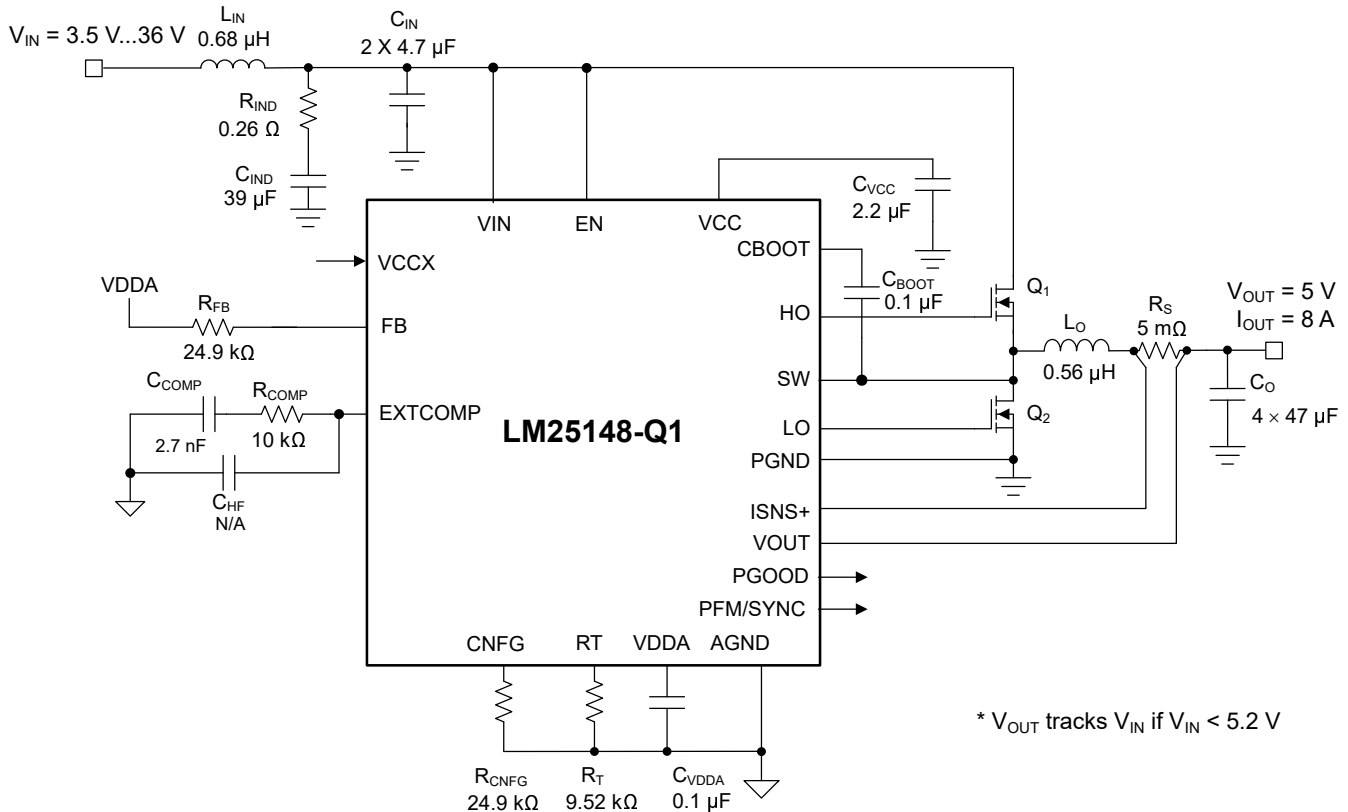 V_IN = 3.5 V...36 V
L_IN
0.68 µH
C_IN
2 X 4.7 µF
R_IND
0.26 Ω
C_IND
39 µF
VIN
EN
VCC
C_VCC
2.2 µF
VCCX
CBOOT
C_BOOT
0.1 µF
VDDA
R_FB
24.9 kΩ
FB
HO
Q_1
V_OUT = 5 V
I_OUT = 8 A
L_O
0.56 µH
R_S
5 mΩ
C_COMP
2.7 nF
R_COMP
10 kΩ
EXTCOMP
C_HF
N/A
LM25148-Q1
SW
LO
Q_2
C_O
4 × 47 µF
PGND
ISNS+
VOUT
PGOOD
PFM/SYNC
CNFG
RT
VDDA
AGND
* V_OUT tracks V_IN if V_IN < 5.2 V
R_CNFG
24.9 kΩ
R_T
9.52 kΩ
C_VDDA
0.1 µF